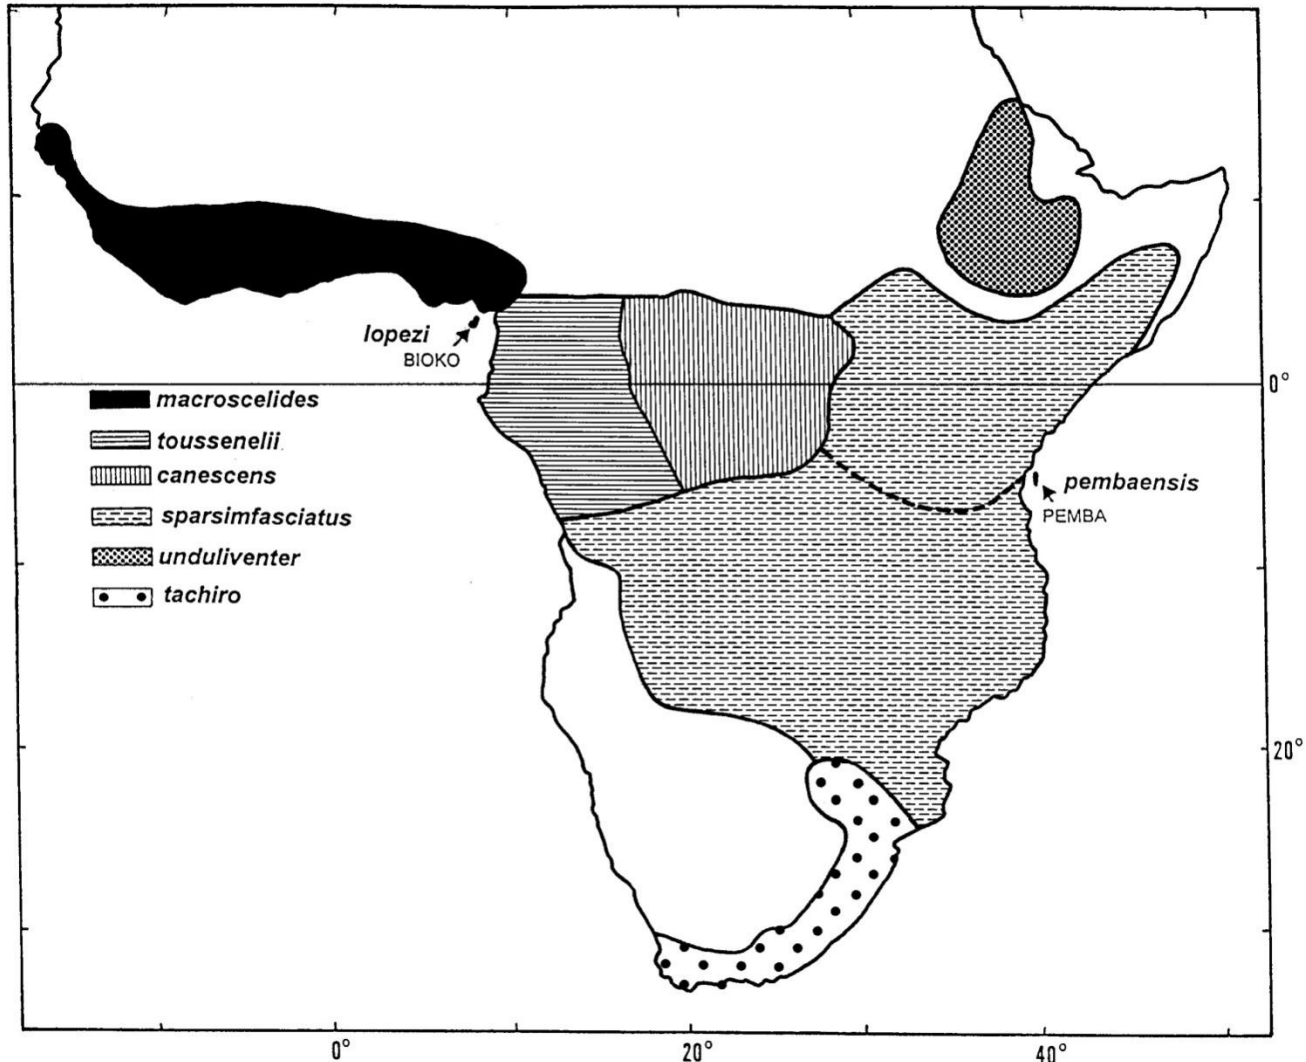 lopezi
BIOKO
0°
macroscelides
toussenelii
canescens
sparsimfasciatus
unduliventer
tachiro
pembaensis
PEMBA
20°
0°
20°
40°